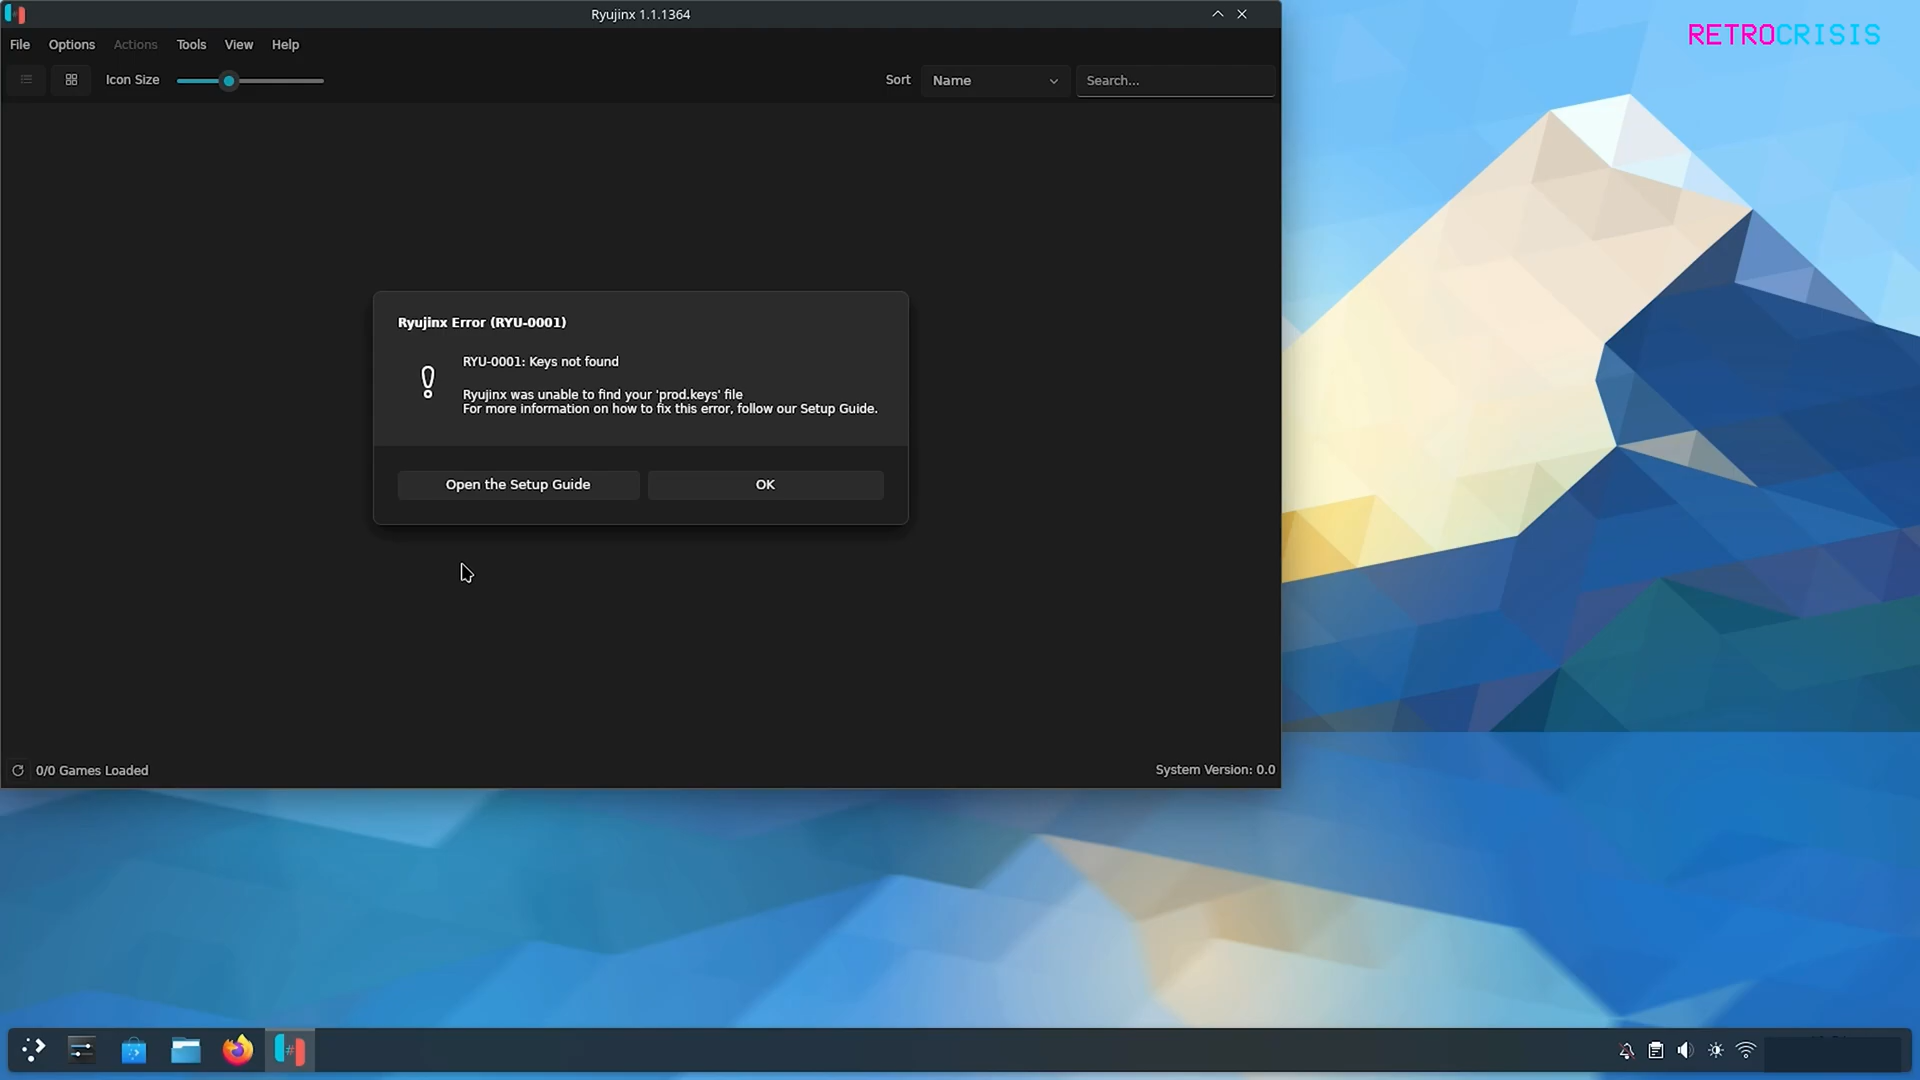 Ryujinx 1.1.1364
RETROCRISIS
File Options Actions Tools View Help
Icon Size
Sort Name Search...
Ryujinx Error (RYU-0001)
RYU-0001: Keys not found
Ryujinx was unable to find your 'prod.keys' file
For more information on how to fix this error, follow our Setup Guide.
Open the Setup Guide OK
0/0 Games Loaded System Version: 0.0